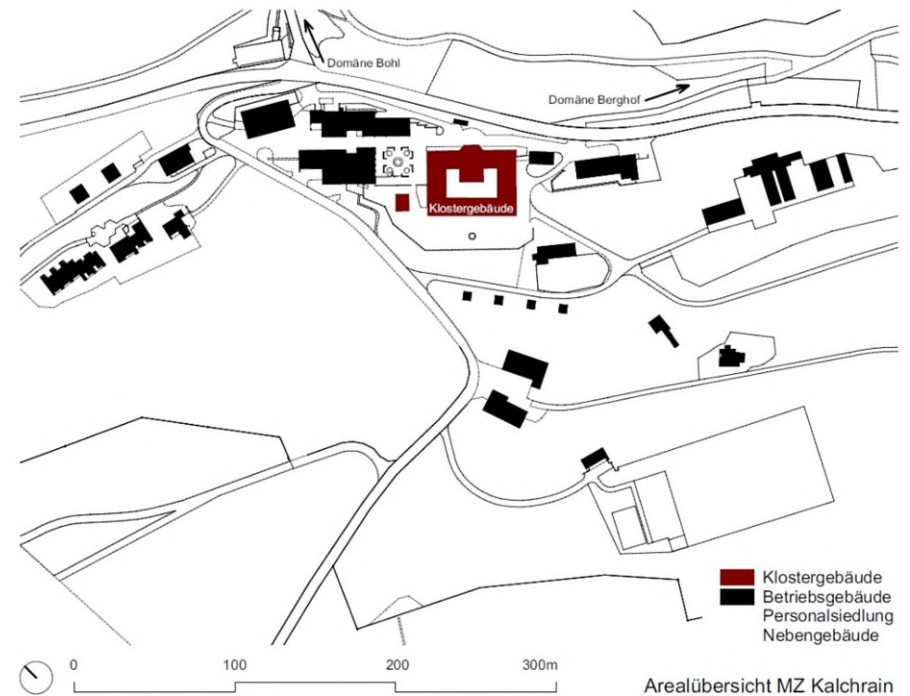 Domäne Bohl
Domäne Berghof
Klostergebäude
Klostergebäude
Betriebsgebäude
Personalsiedlung
Nebengebäude
0 100 200 300m
Arealübersicht MZ Kalchrain